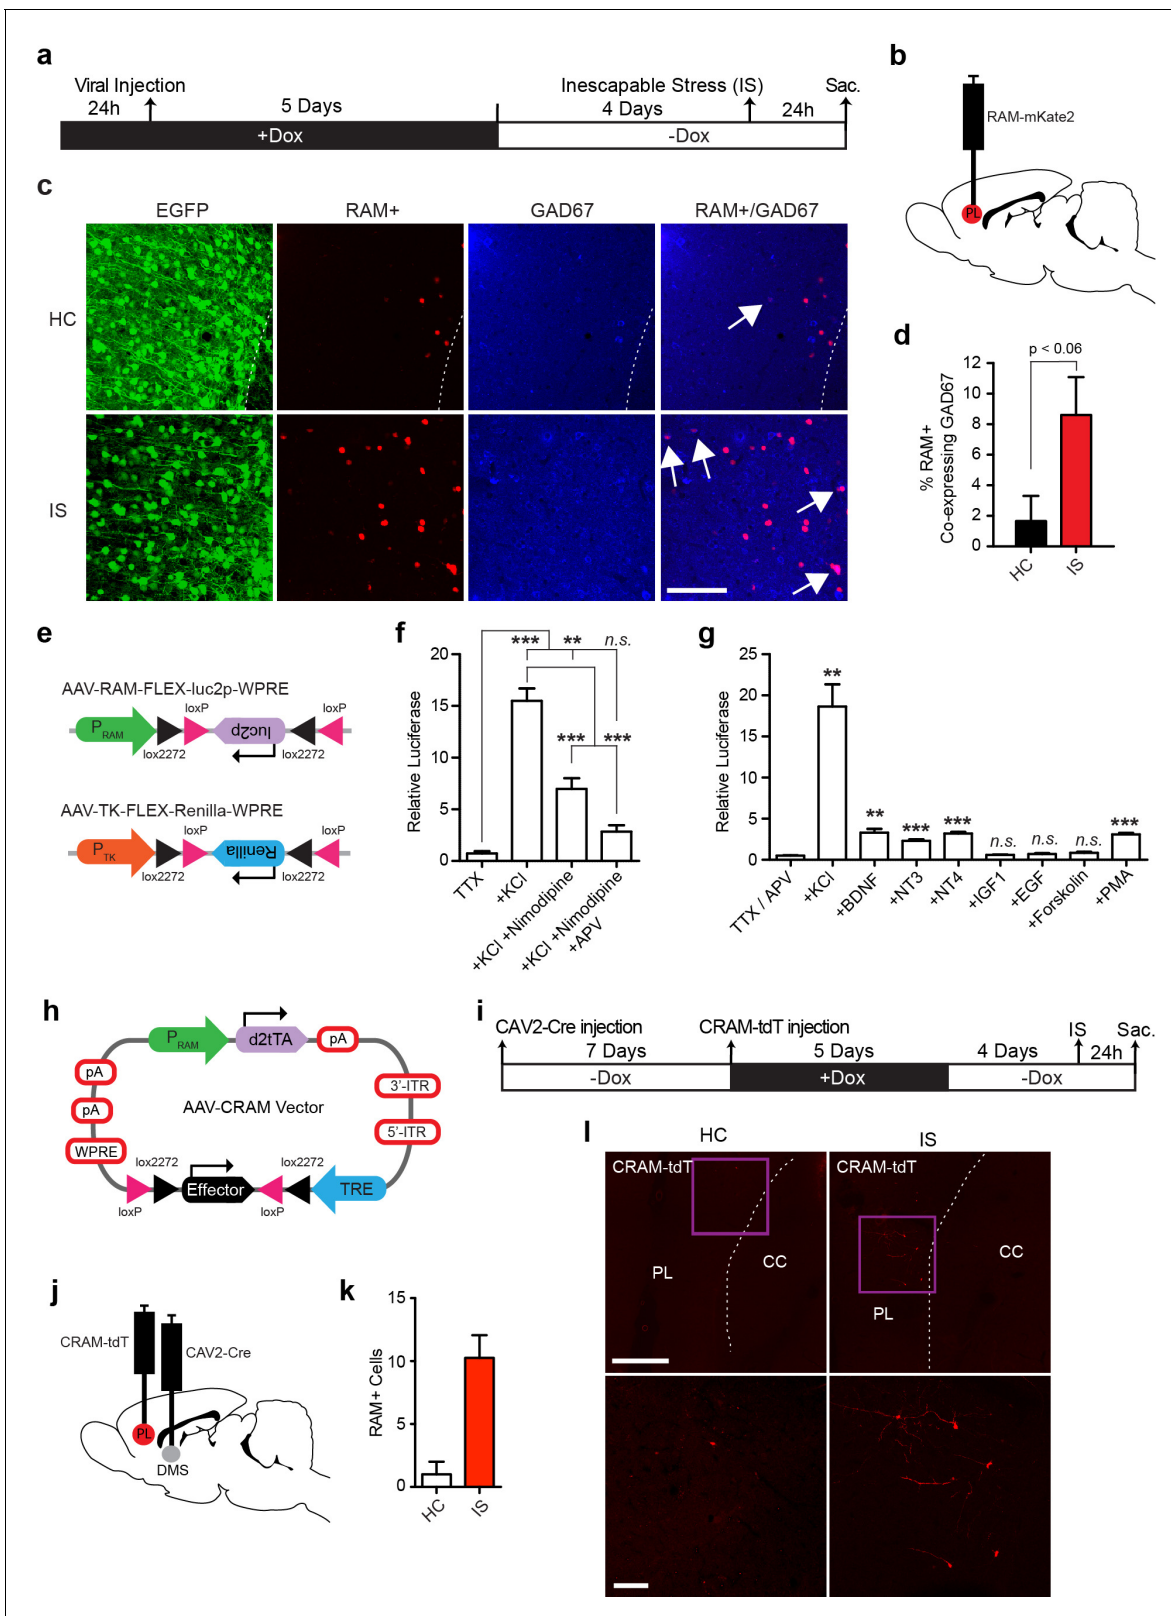 a
Viral Injection
Inescapable Stress (IS)
Sac.
24h
5 Days
4 Days
24h
+Dox
-Dox
b
RAM-mKate2
PL
c
EGFP
RAM+
GAD67
RAM+/GAD67
HC
IS
d
p < 0.06
% RAM+
Co-expressing GAD67
12
10
8
6
4
2
0
HC
IS
e
AAV-RAM-FLEX-luc2p-WPRE
loxP
PRAM
luc2p
lox2272
lox2272
AAV-TK-FLEX-Renilla-WPRE
loxP
loxP
PTK
Renilla
lox2272
lox2272
f
Relative Luciferase
20
15
10
5
0
*** ** n.s.
*** ***
TTX
+KCl
+KCl +Nimodipine
+KCl +Nimodipine
+APV
g
Relative Luciferase
25
20
15
10
5
0
**
**
***
***
n.s.
n.s.
n.s.
***
TTX / APV
+KCl
+BDNF
+NT3
+NT4
+IGF1
+EGF
+Forskolin
+PMA
h
PRAM
d2tTA
pA
pA
pA
WPRE
3'-ITR
5'-ITR
AAV-CRAM Vector
lox2272
lox2272
Effector
TRE
loxP
loxP
i
CAV2-Cre injection
CRAM-tdT injection
IS
Sac.
7 Days
5 Days
4 Days
24h
-Dox
+Dox
-Dox
j
CRAM-tdT
CAV2-Cre
PL
DMS
k
RAM+ Cells
15
10
5
0
HC
IS
l
HC
IS
CRAM-tdT
CRAM-tdT
PL
CC
PL
CC